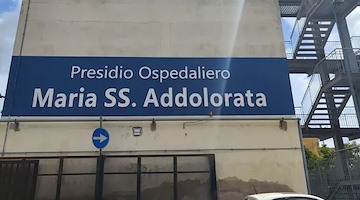 Presidio Ospedaliero
Maria SS. Addolorata